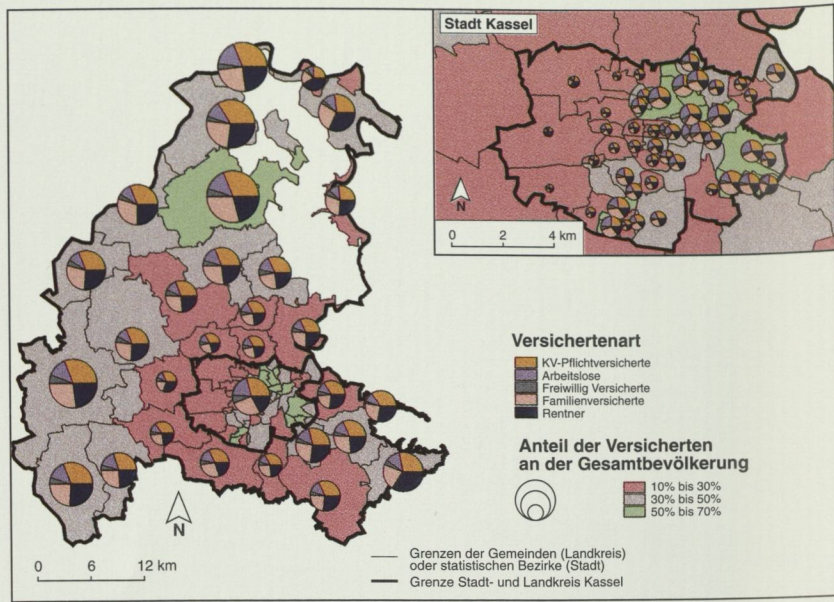 Stadt Kassel
N
0 2 4 km
Versichertenart
KV-Pflichtversicherte
Arbeitslose
Freiwillig Versicherte
Familienversicherte
Rentner
Anteil der Versicherten
an der Gesamtbevölkerung
10% bis 30%
30% bis 50%
50% bis 70%
N
0 6 12 km
Grenzen der Gemeinden (Landkreis)
oder statistischen Bezirke (Stadt)
Grenze Stadt- und Landkreis Kassel